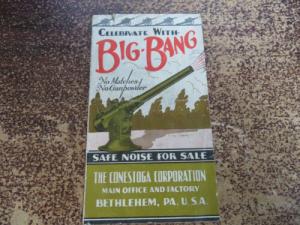 CELEBRATE WITH-
BIG-BANG
No Matches!
No Gunpowder
SAFE NOISE FOR SALE
THE CONESTOGA CORPORATION
MAIN OFFICE AND FACTORY
BETHLEHEM, PA. U.S.A.